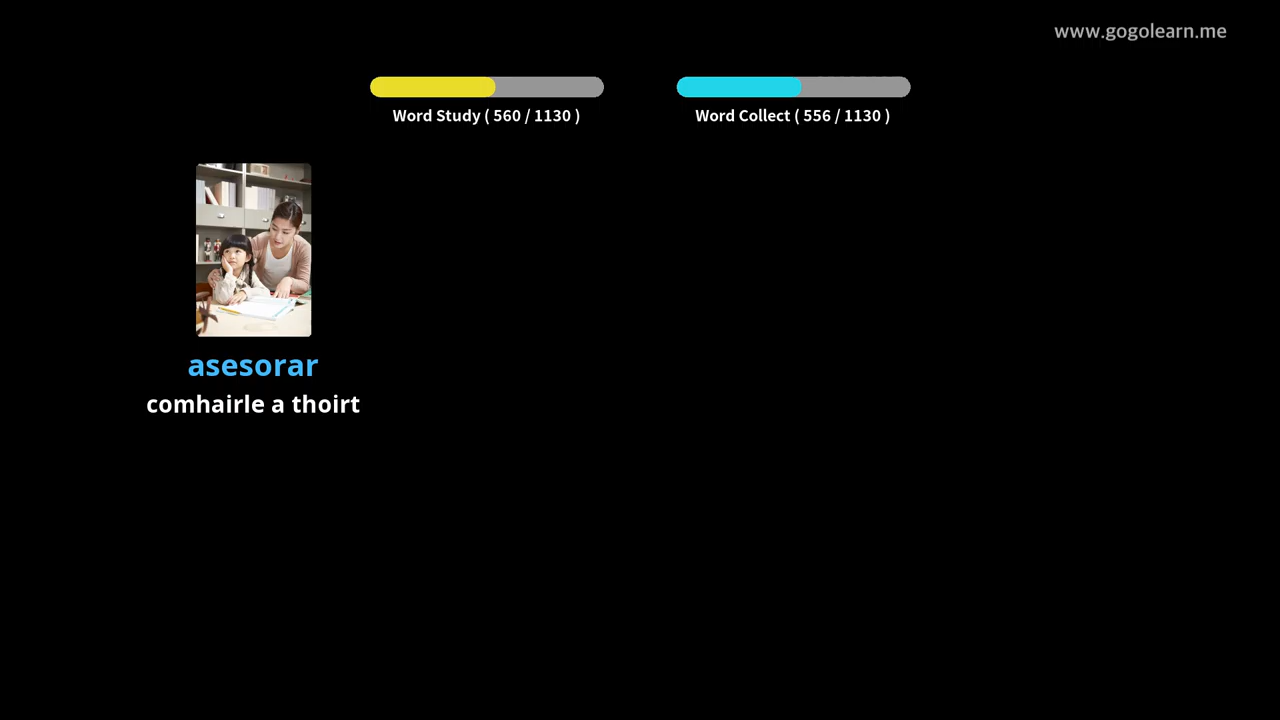 www.gogolearn.me
Word Study ( 560 / 1130 )
Word Collect ( 556 / 1130 )
asesorar
comhairle a thoirt